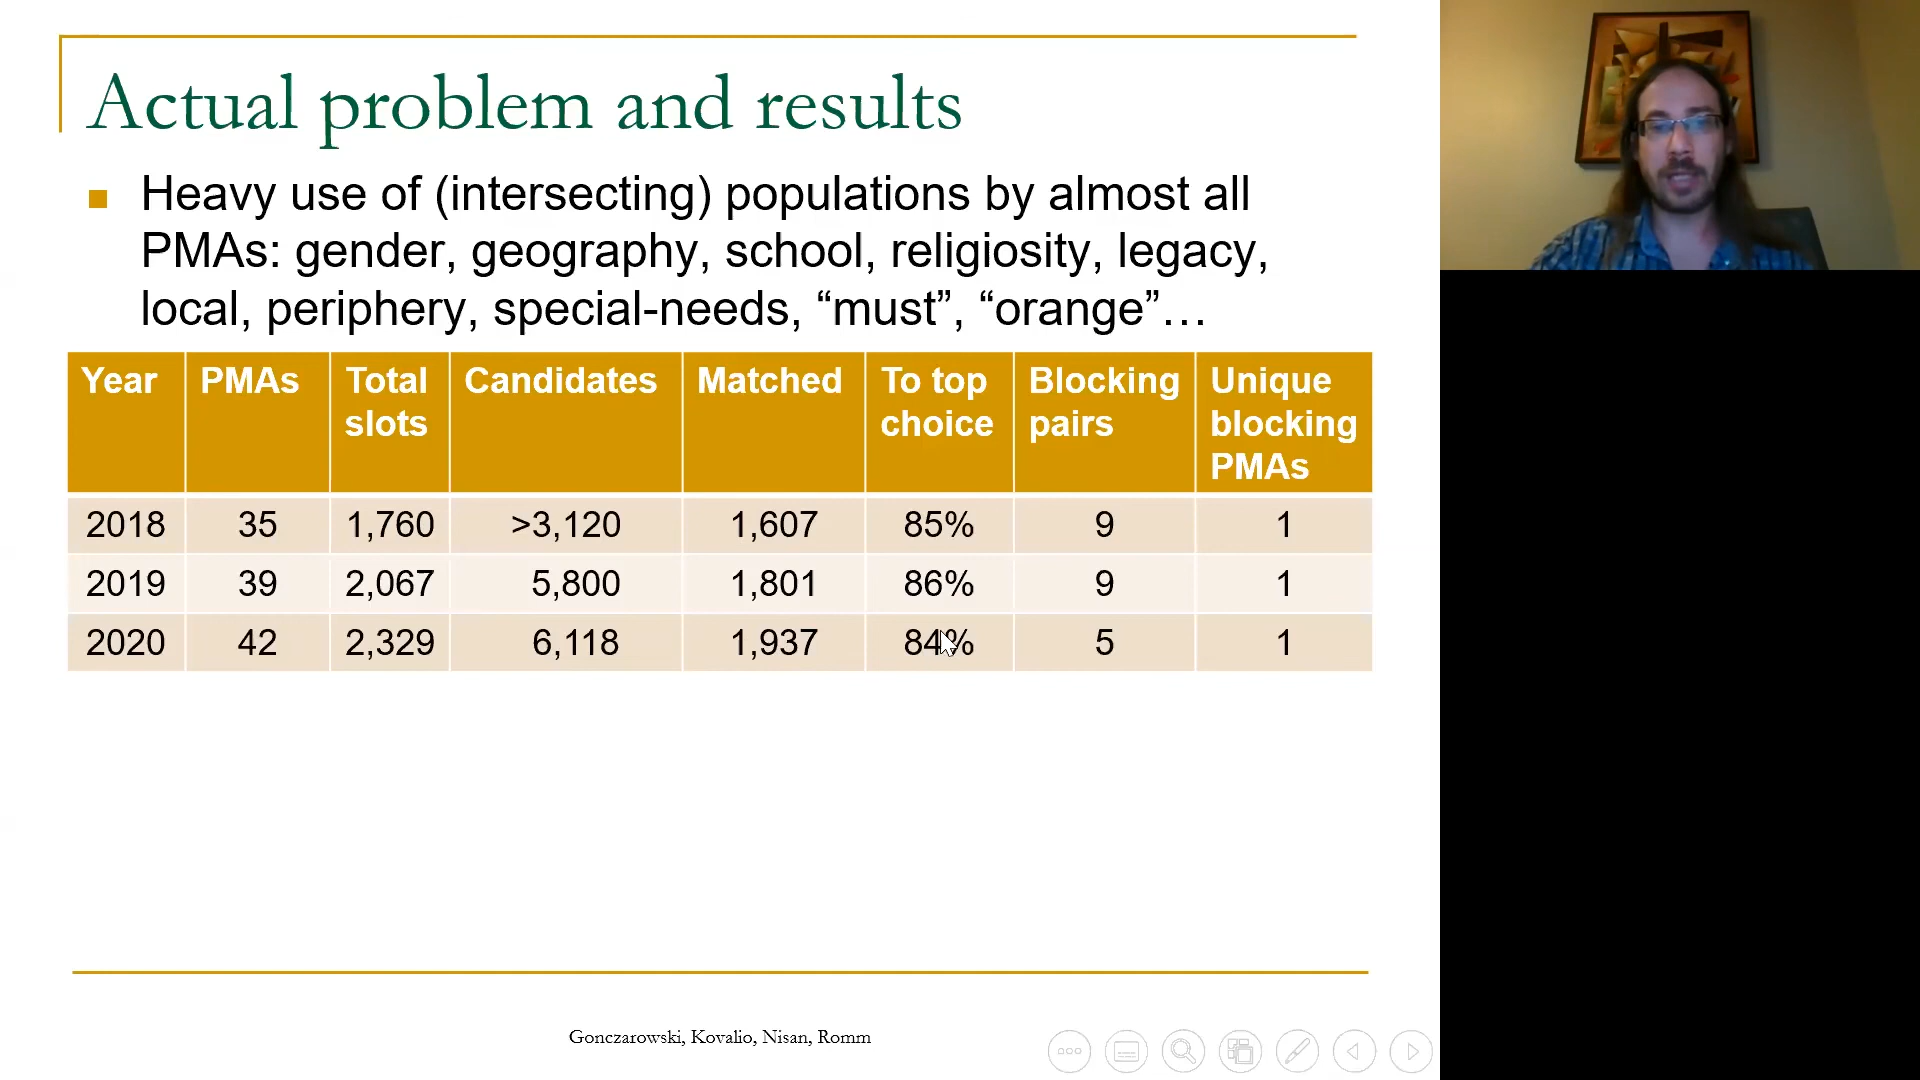 Actual problem and results
Heavy use of (intersecting) populations by almost all
PMAs: gender, geography, school, religiosity, legacy,
local, periphery, special-needs, “must”, “orange”…
Year PMAs Total slots Candidates Matched To top choice Blocking pairs Unique blocking PMAs
2018 35 1,760 >3,120 1,607 85% 9 1
2019 39 2,067 5,800 1,801 86% 9 1
2020 42 2,329 6,118 1,937 84% 5 1
Gonczarowski, Kovalio, Nisan, Romm